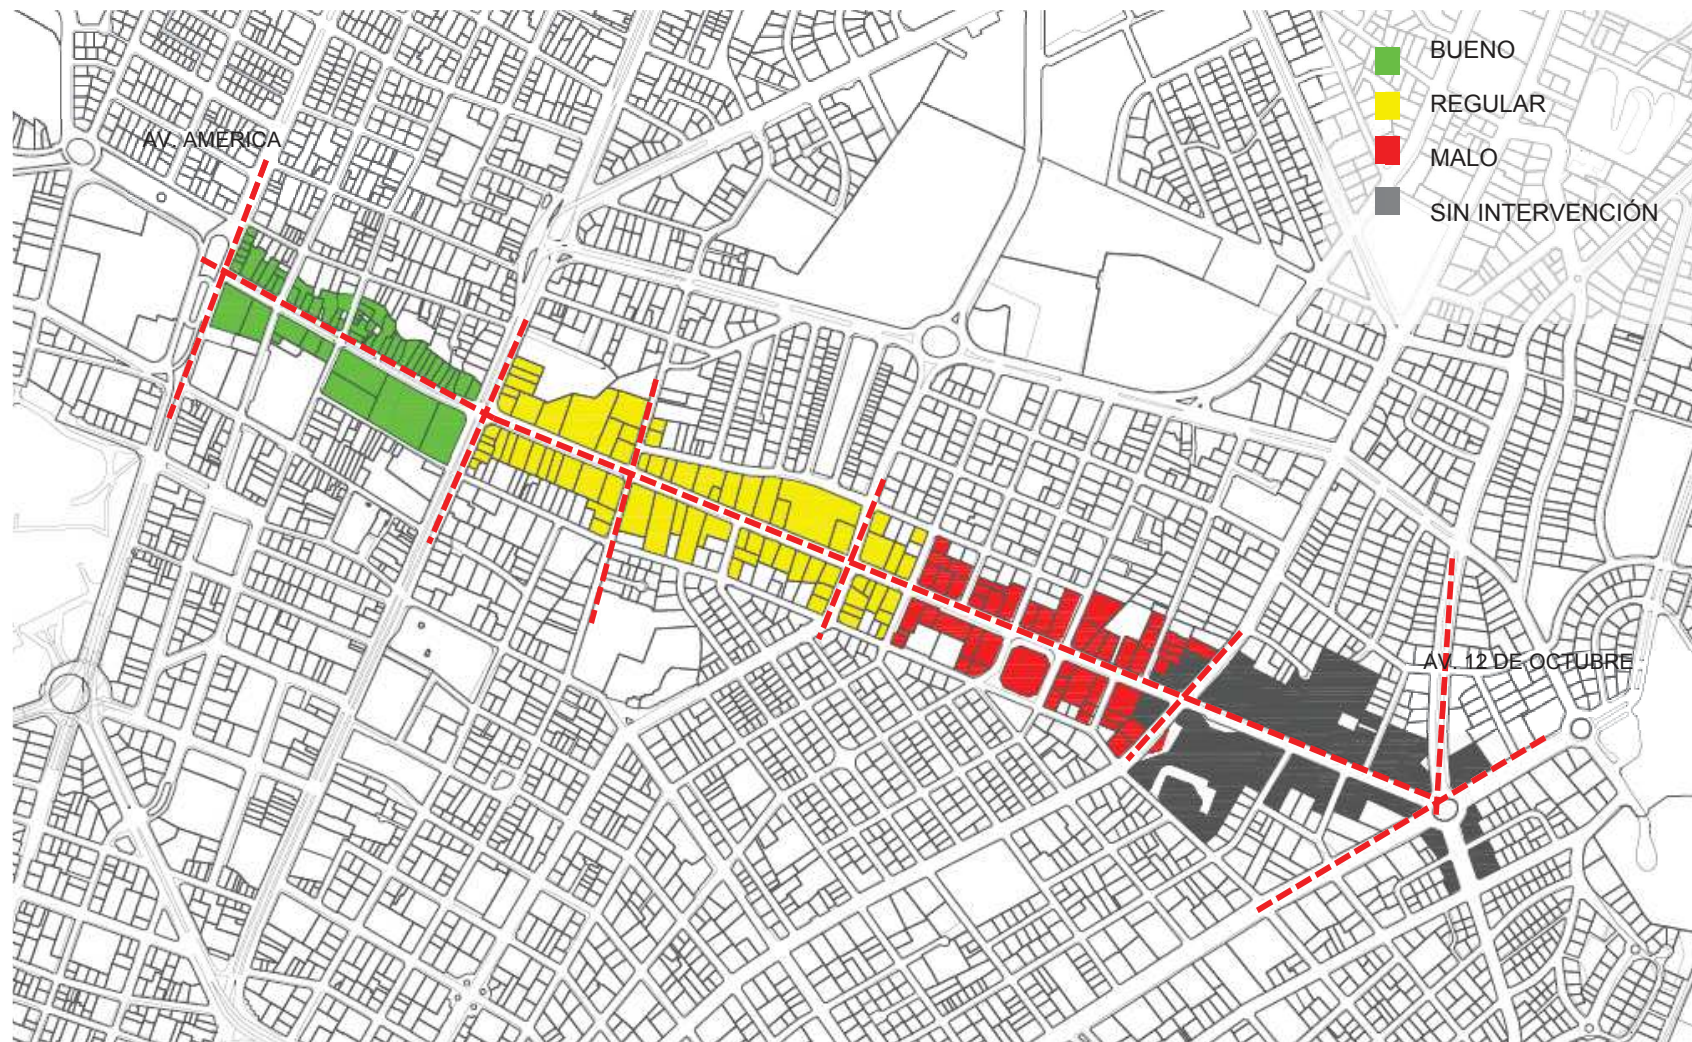 BUENO
REGULAR
MALO
SIN INTERVENCIÓN
AV. AMERICA
AV. 12 DE OCTUBRE